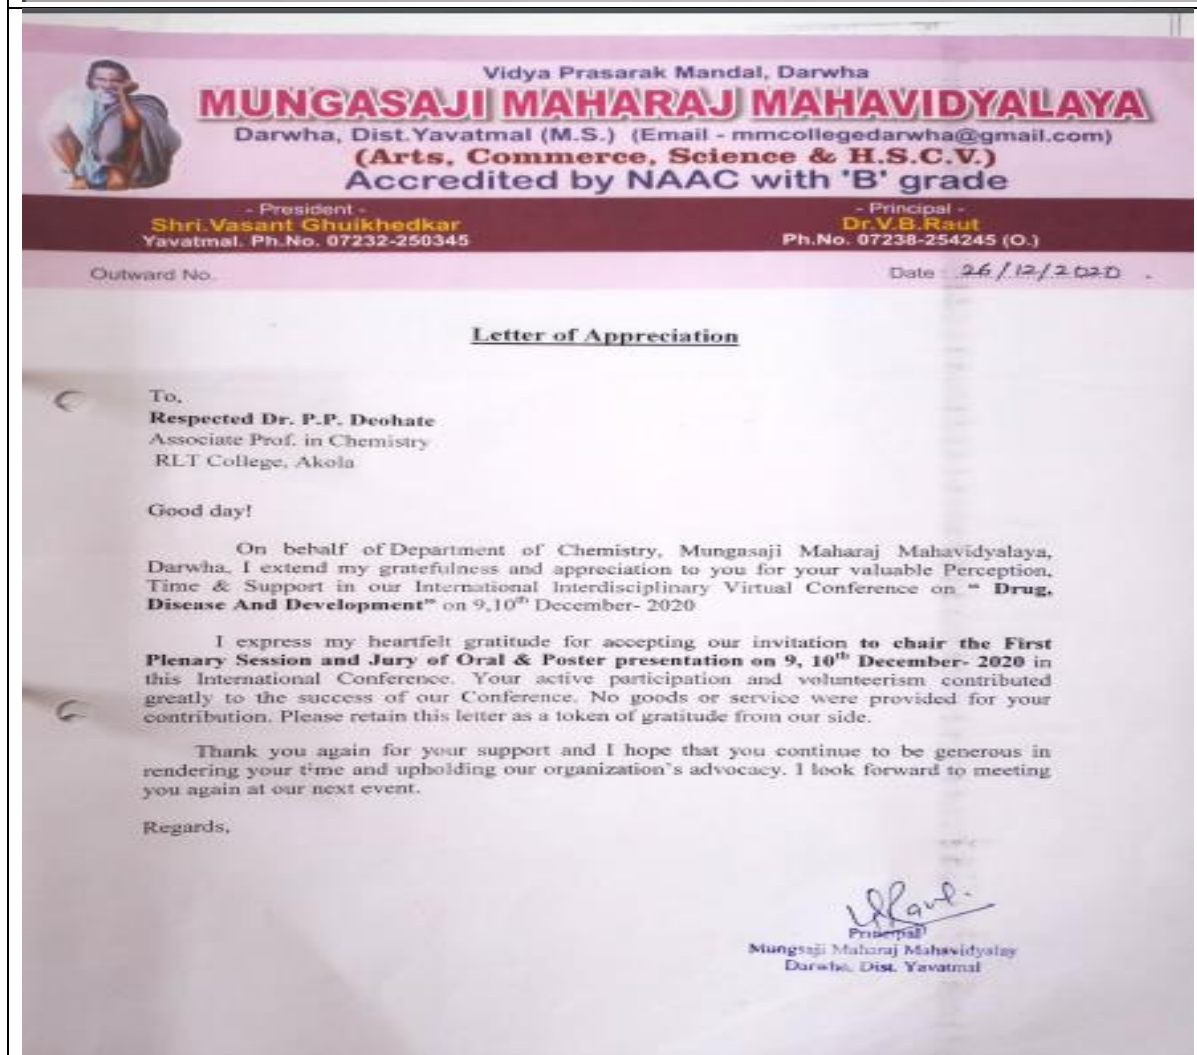 Vidya Prasarak Mandal, Darwha
MUNGASAJI MAHARAJ MAHAVIDYALAYA
Darwha, Dist.Yavatmal (M.S.) (Email - mmcollegedarwha@gmail.com)
(Arts, Commerce, Science & H.S.C.V.)
Accredited by NAAC with 'B' grade
- President -
Shri.Vasant Ghuikhedkar
Yavatmal. Ph.No. 07232-250345
- Principal -
Dr.V.B.Raut
Ph.No. 07238-254245 (O.)
Outward No.
Date : 26/12/2020
Letter of Appreciation
To,
Respected Dr. P.P. Deohate
Associate Prof. in Chemistry
RLT College, Akola
Good day!
On behalf of Department of Chemistry, Mungasaji Maharaj Mahavidyalaya,
Darwha, I extend my gratefulness and appreciation to you for your valuable Perception,
Time & Support in our International Interdisciplinary Virtual Conference on “ Drug,
Disease And Development” on 9,10th December- 2020
I express my heartfelt gratitude for accepting our invitation to chair the First
Plenary Session and Jury of Oral & Poster presentation on 9, 10th December- 2020 in
this International Conference. Your active participation and volunteerism contributed
greatly to the success of our Conference. No goods or service were provided for your
contribution. Please retain this letter as a token of gratitude from our side.
Thank you again for your support and I hope that you continue to be generous in
rendering your time and upholding our organization's advocacy. I look forward to meeting
you again at our next event.
Regards,
Principal
Mungsaji Maharaj Mahavidyalay
Darwha, Dist. Yavatmal